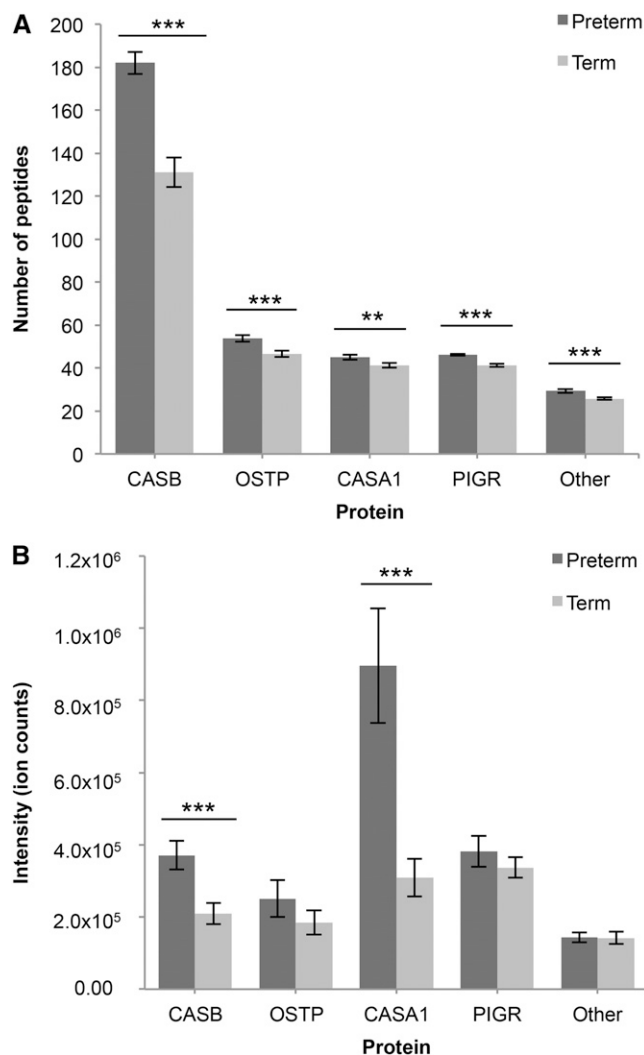 A
Preterm
Term
***
***
**
***
***
Number of peptides
200
180
160
140
120
100
80
60
40
20
0
CASB OSTP CASA1 PIGR Other
Protein
B
Preterm
Term
***
***
Intensity (ion counts)
1.2x10⁶
1.0x10⁶
8.0x10⁵
6.0x10⁵
4.0x10⁵
2.0x10⁵
0.00
CASB OSTP CASA1 PIGR Other
Protein